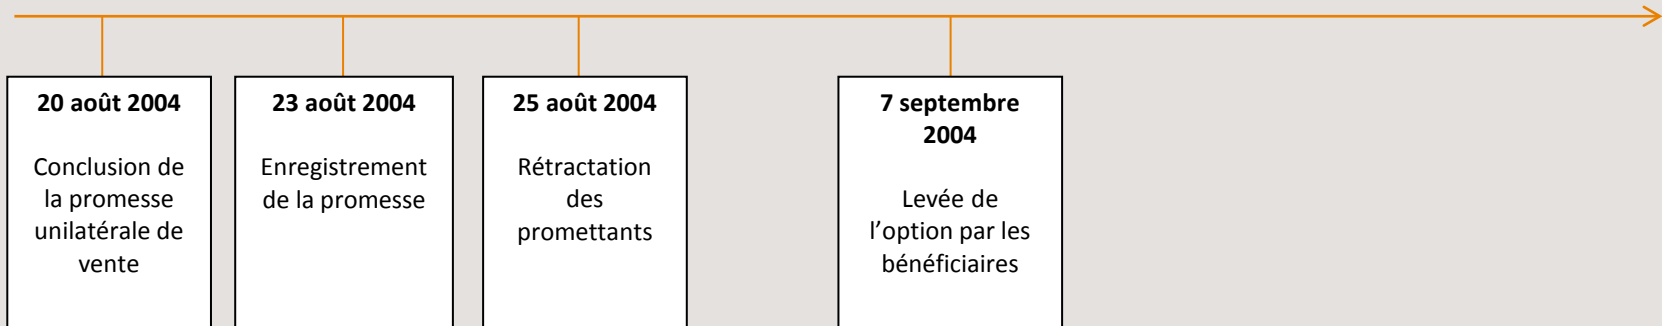 20 août 2004
Conclusion de
la promesse
unilatérale de
vente
23 août 2004
Enregistrement
de la promesse
25 août 2004
Rétractation
des
promettants
7 septembre
2004
Levée de
l’option par les
bénéficiaires